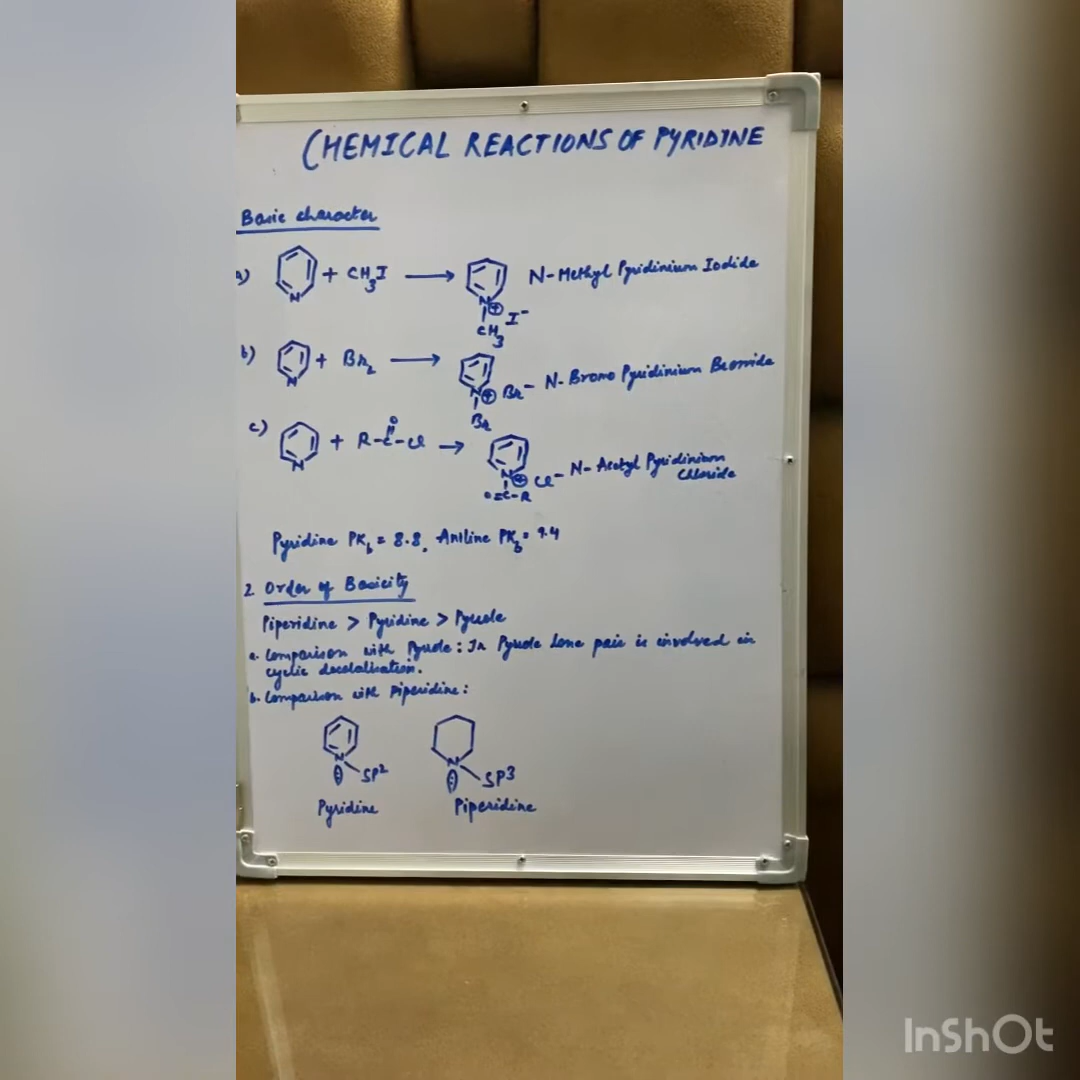 CHEMICAL REACTIONS OF PYRIDINE
Basic character
a) N + CH3I → N ⊕ CH3 I- N-Methyl Pyridinium Iodide
b) N + Br2 → N ⊕ Br Br- N-Bromo Pyridinium Bromide
c) N + R-C-Cl O → N ⊕ O=C-R Cl- N-Acetyl Pyridinium Chloride
Pyridine PKb = 8.8, Aniline PKb = 9.4
2. Order of Basicity
Piperidine > Pyridine > Pyrrole
a. Comparison with Pyrrole: In Pyrrole lone pair is involved in
cyclic decolalisation.
b. Comparison with Piperidine:
N SP2 N SP3
Pyridine Piperidine
InShOt